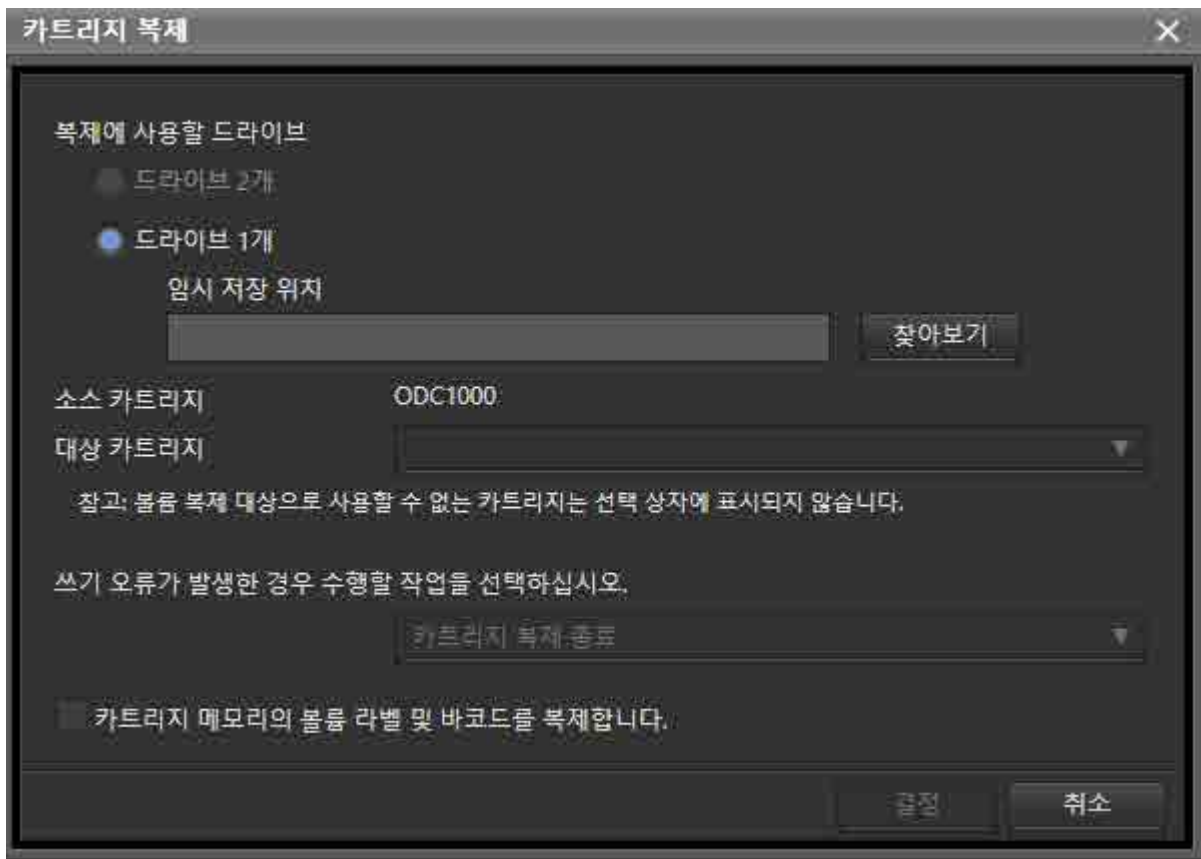 카트리지 복제
복제에 사용할 드라이브
드라이브 2개
드라이브 1개
임시 저장 위치
찾아보기
소스 카트리지 ODC1000
대상 카트리지
참고: 볼륨 복제 대상으로 사용할 수 없는 카트리지는 선택 상자에 표시되지 않습니다.
쓰기 오류가 발생한 경우 수행할 작업을 선택하십시오.
카트리지 복제 종료
카트리지 메모리의 볼륨 라벨 및 바코드를 복제합니다.
결정 취소